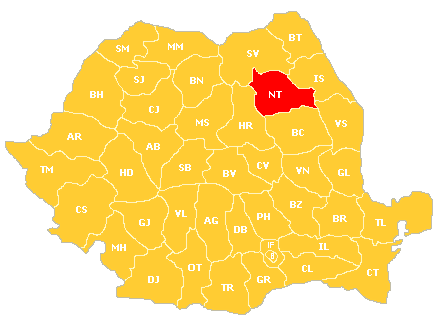 BT
SM
MM
SV
SJ
BN
IS
BH
NT
CJ
MS
HR
VS
BC
AR
AB
TM
HD
SB
BV
CV
VN
GL
CS
GJ
VL
AG
DB
PH
BZ
BR
TL
MH
IF
IL
B
OT
CL
CT
DJ
TR
GR